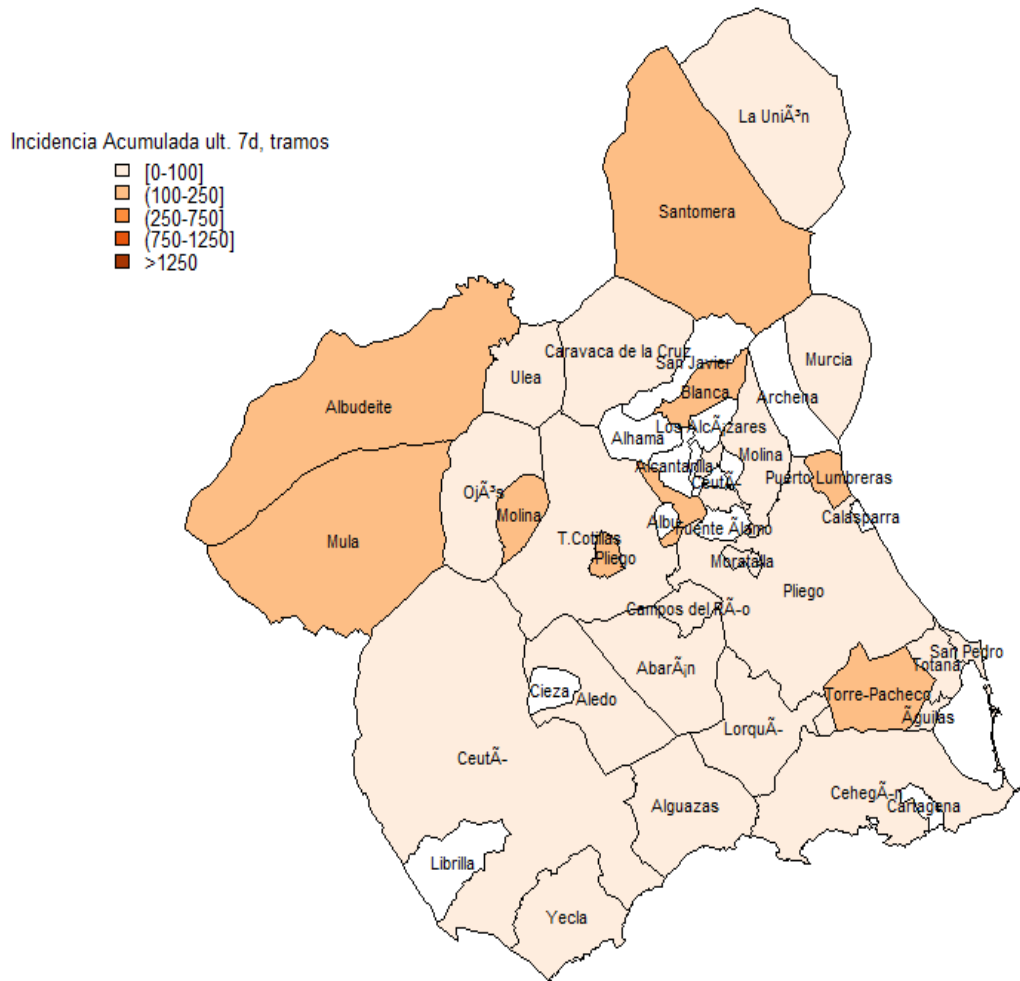 Incidencia Acumulada ult. 7d, tramos
[0-100]
(100-250]
(250-750]
(750-1250]
>1250
La UniÃ³n
Santomera
Caravaca de la Cruz
San Javier
Murcia
Ulea
Blanca
Archena
Albudeite
Los AlcÃ¡zares
Alhama
Molina
Alcantarilla
CeutÃ-
Puerto Lumbreras
OjÃ³s
Molina
Calasparra
Albu
Fuente Ãlamo
Mula
T.Cotillas
Pliego
Moratalla
Pliego
Campos del RÃ-o
San Pedro
Totana
AbarÃ¡n
Cieza
Aledo
Torre-Pacheco
Ãguilas
LorquÃ-
CeutÃ-
CehegÃ-n
Alguazas
Cartagena
Librilla
Yecla